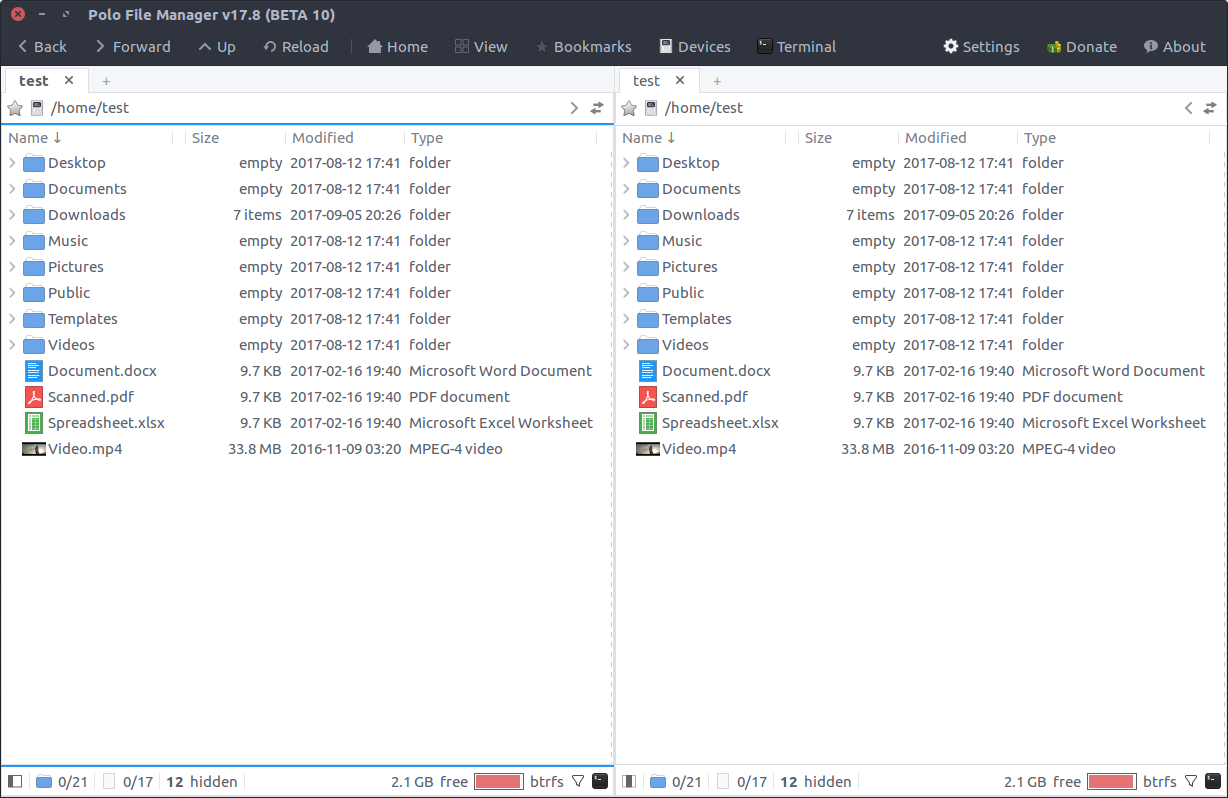 Polo File Manager v17.8 (BETA 10)
Back Forward Up Reload Home View Bookmarks Devices Terminal Settings Donate About
test × + test × +
/home/test /home/test
Name ↓ Size Modified Type Name ↓ Size Modified Type
Desktop empty 2017-08-12 17:41 folder Desktop empty 2017-08-12 17:41 folder
Documents empty 2017-08-12 17:41 folder Documents empty 2017-08-12 17:41 folder
Downloads 7 items 2017-09-05 20:26 folder Downloads 7 items 2017-09-05 20:26 folder
Music empty 2017-08-12 17:41 folder Music empty 2017-08-12 17:41 folder
Pictures empty 2017-08-12 17:41 folder Pictures empty 2017-08-12 17:41 folder
Public empty 2017-08-12 17:41 folder Public empty 2017-08-12 17:41 folder
Templates empty 2017-08-12 17:41 folder Templates empty 2017-08-12 17:41 folder
Videos empty 2017-08-12 17:41 folder Videos empty 2017-08-12 17:41 folder
Document.docx 9.7 KB 2017-02-16 19:40 Microsoft Word Document Document.docx 9.7 KB 2017-02-16 19:40 Microsoft Word Document
Scanned.pdf 9.7 KB 2017-02-16 19:40 PDF document Scanned.pdf 9.7 KB 2017-02-16 19:40 PDF document
Spreadsheet.xlsx 9.7 KB 2017-02-16 19:40 Microsoft Excel Worksheet Spreadsheet.xlsx 9.7 KB 2017-02-16 19:40 Microsoft Excel Worksheet
Video.mp4 33.8 MB 2016-11-09 03:20 MPEG-4 video Video.mp4 33.8 MB 2016-11-09 03:20 MPEG-4 video
0/21 0/17 12 hidden 2.1 GB free btrfs 0/21 0/17 12 hidden 2.1 GB free btrfs